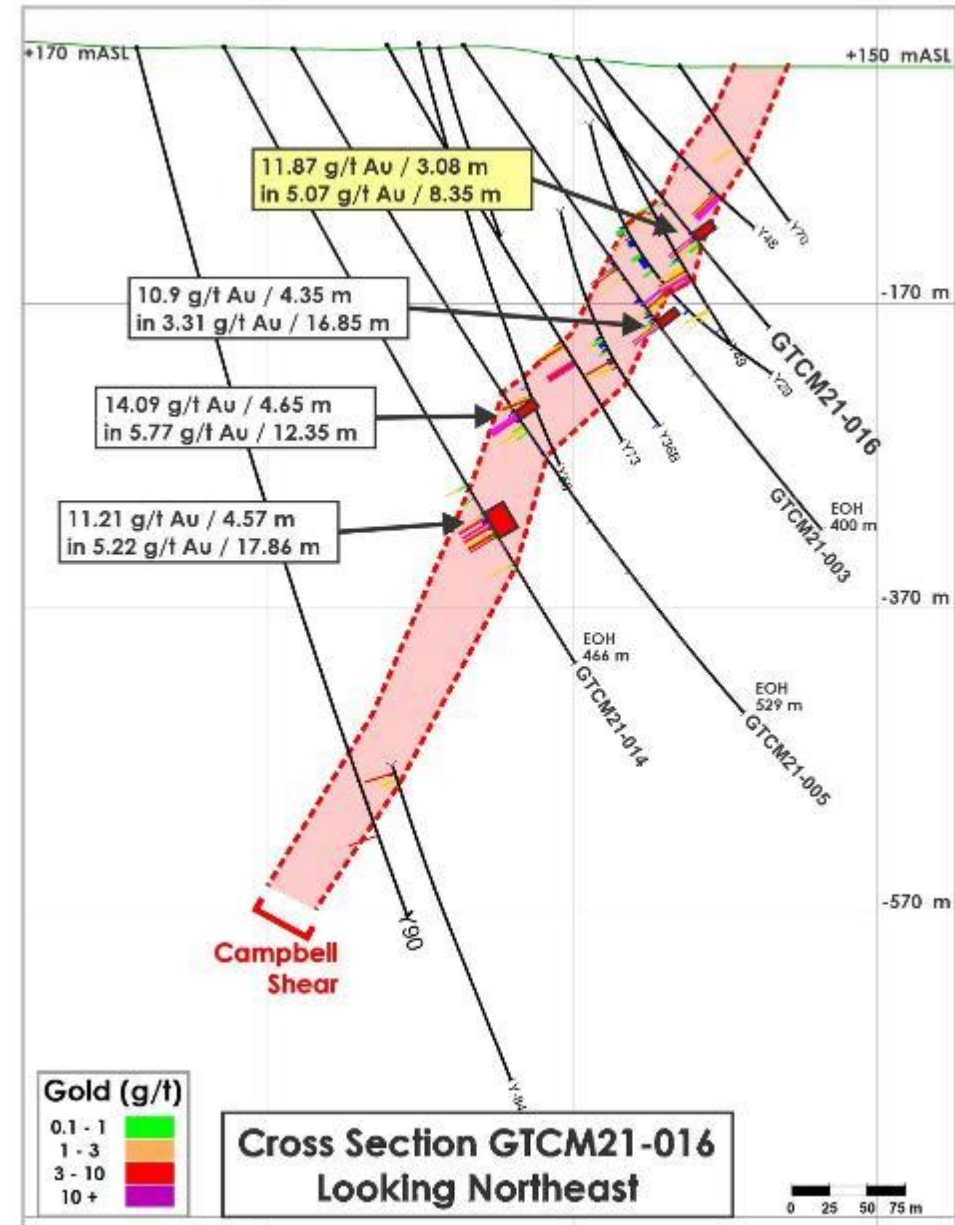 +170 mASL
+150 mASL
11.87 g/t Au / 3.08 m
in 5.07 g/t Au / 8.35 m
Y70
Y48
10.9 g/t Au / 4.35 m
in 3.31 g/t Au / 16.85 m
-170 m
Y49
Y29
GTCM21-016
14.09 g/t Au / 4.65 m
in 5.77 g/t Au / 12.35 m
Y36B
Y73
11.21 g/t Au / 4.57 m
in 5.22 g/t Au / 17.86 m
EOH
400 m
GTCM21-003
-370 m
EOH
466 m
GTCM21-014
EOH
529 m
GTCM21-005
-570 m
Y90
Campbell
Shear
Y-84
Gold (g/t)
0.1 - 1
1 - 3
3 - 10
10 +
Cross Section GTCM21-016
Looking Northeast
0 25 50 75 m